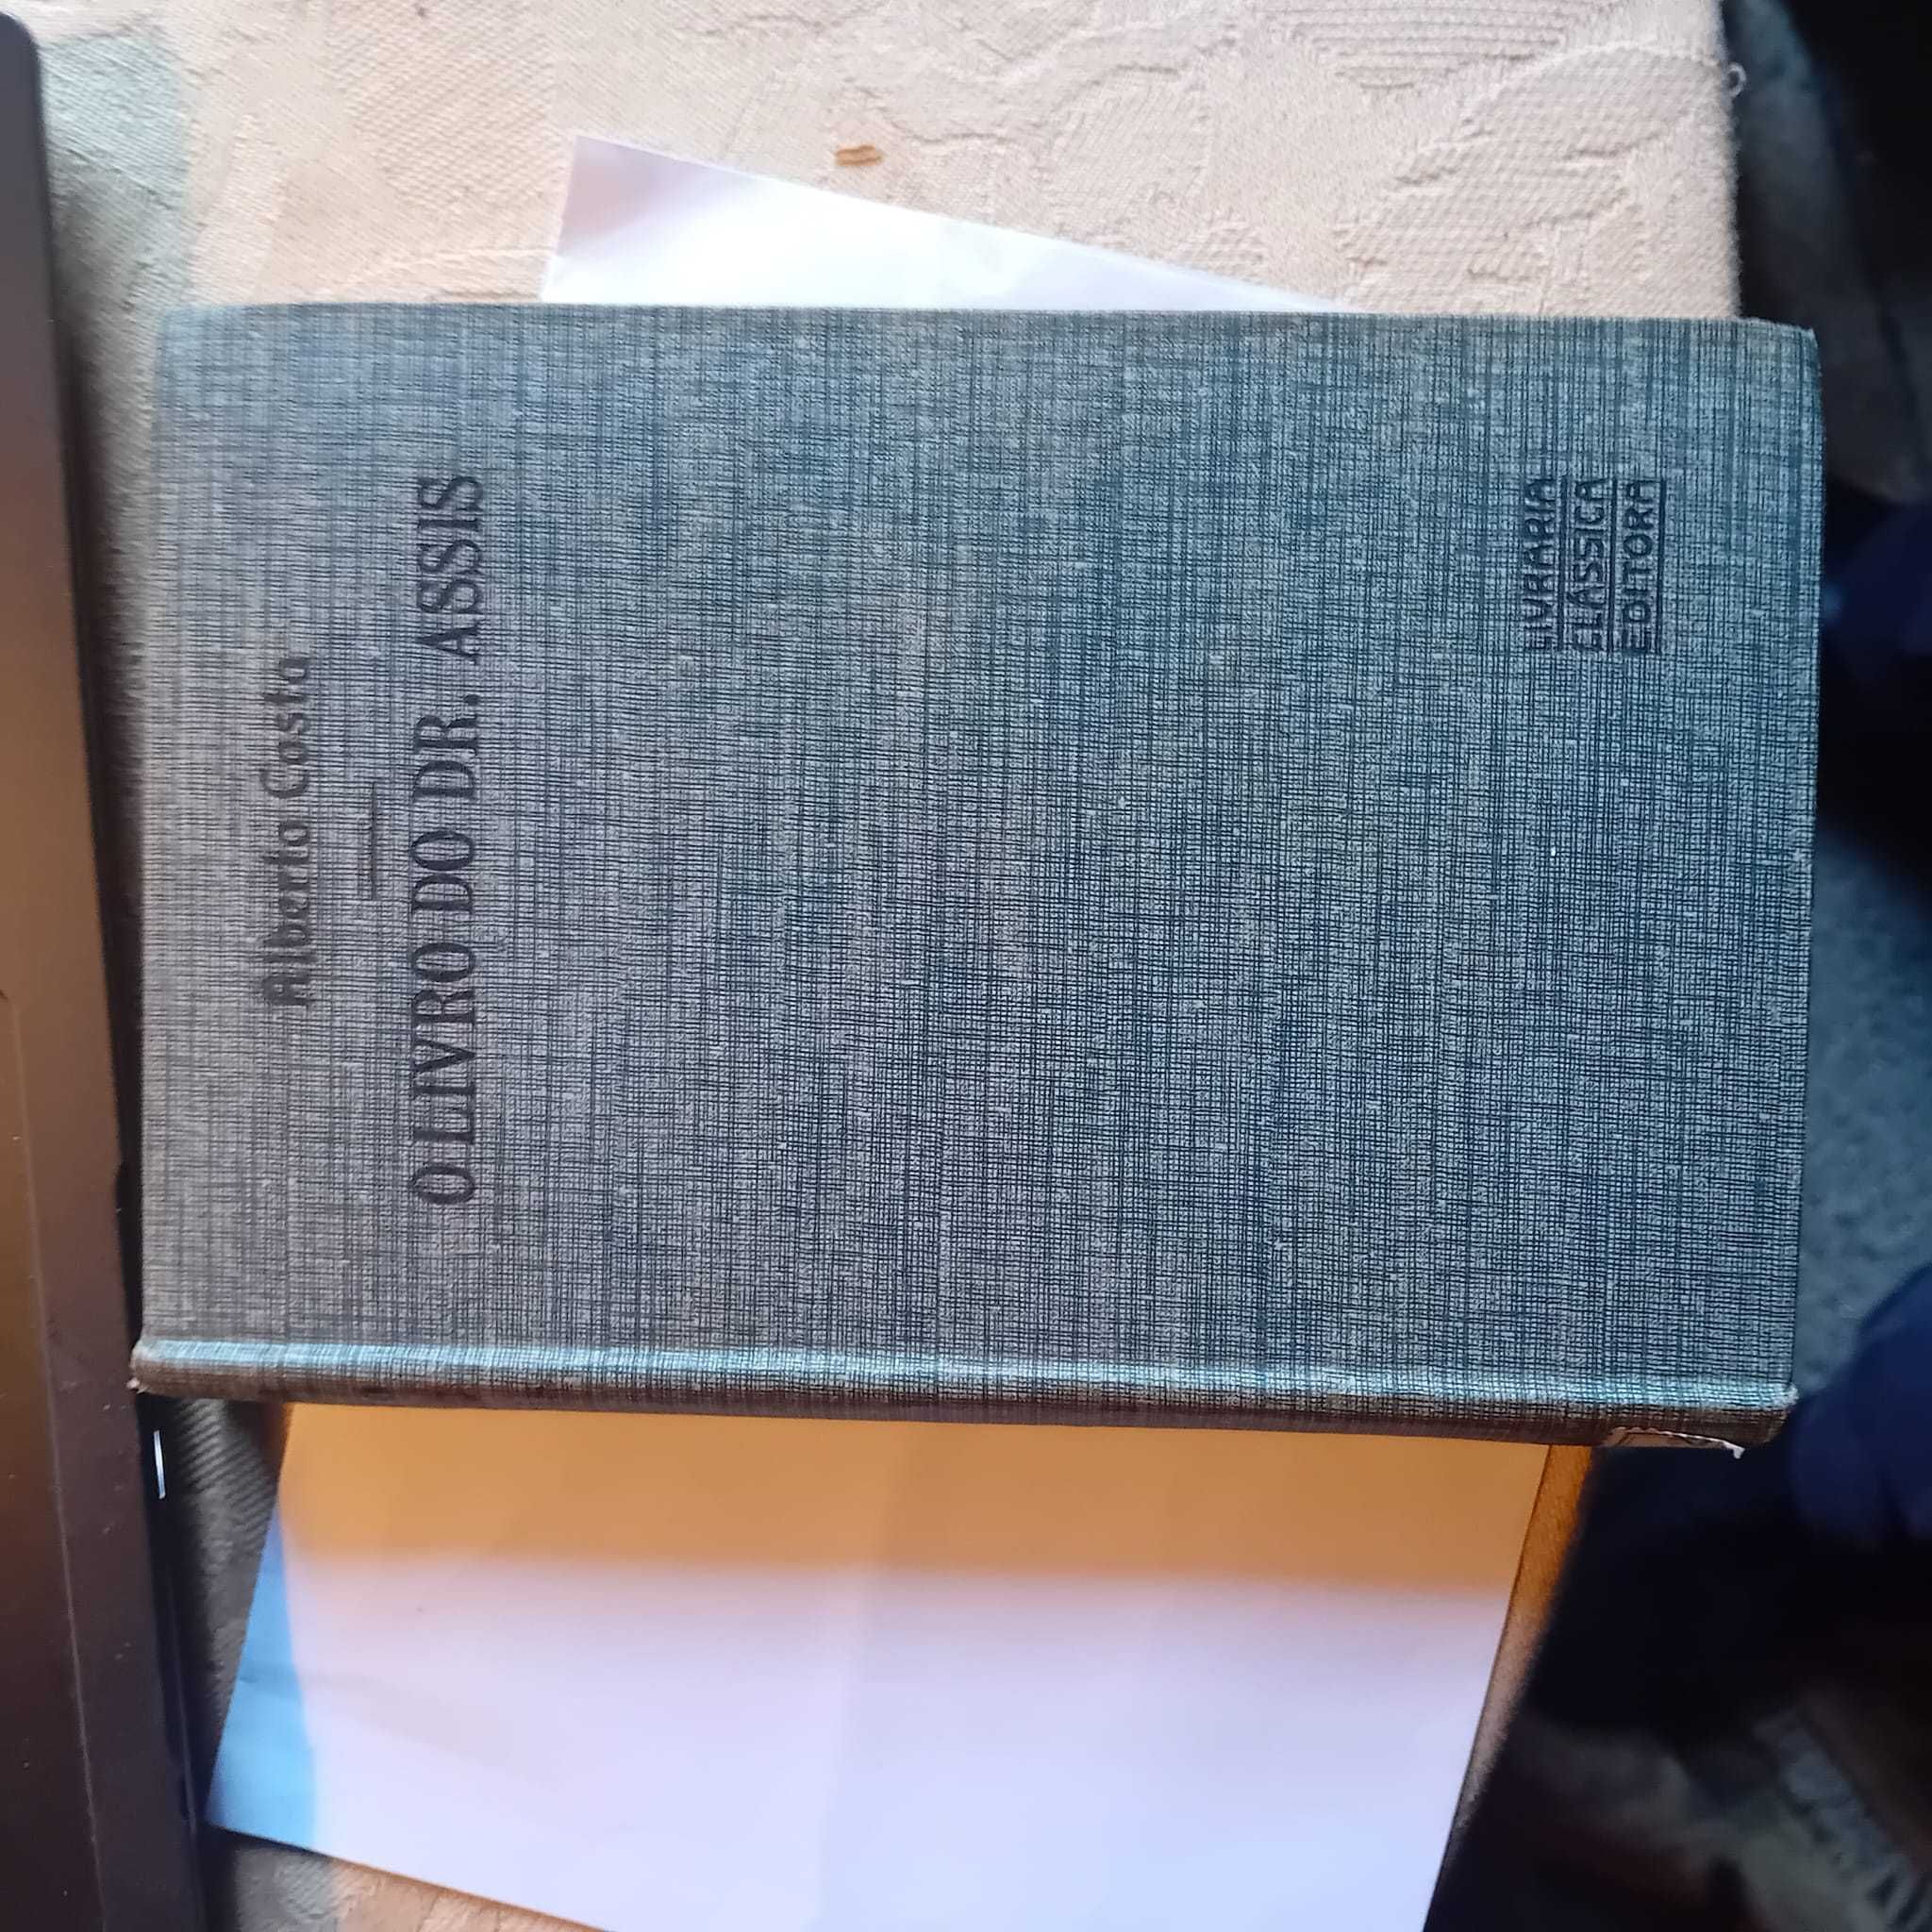 Alberto Costa
O LIVRO DO DR. ASSIS
LIVRARIA
CLÁSSICA
EDITORA